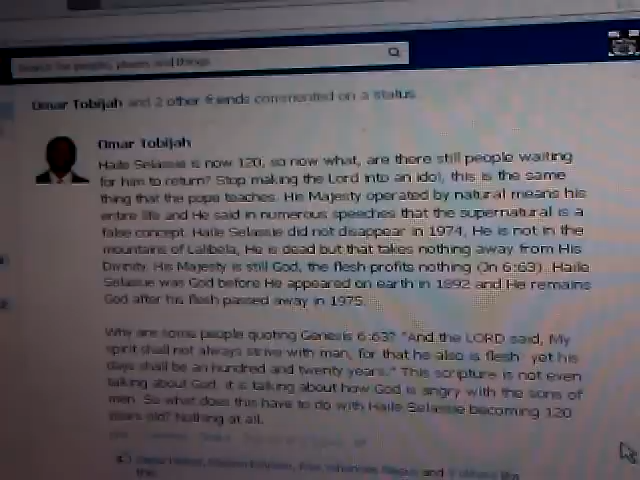 Search for people, places and things
Omar Tobijah and 2 other friends commented on a status.
Omar Tobijah
Haile Selassie is now 120, so now what, are there still people waiting
for him to return? Stop making the Lord into an idol, this is the same
thing that the pope teaches. His Majesty operated by natural means his
entire life and He said in numerous speeches that the supernatural is a
false concept. Haile Selassie did not disappear in 1974, He is not in the
mountains of Lalibela, He is dead but that takes nothing away from His
Divinity. His Majesty is still God, the flesh profits nothing (Jn 6:63). Haile
Selassie was God before He appeared on earth in 1892 and He remains
God after his flesh passed away in 1975.
Why are some people quoting Genesis 6:63? "And the LORD said, My
spirit shall not always strive with man, for that he also is flesh: yet his
days shall be an hundred and twenty years." This scripture is not even
talking about God, it is talking about how God is angry with the sons of
men. So what does this have to do with Haile Selassie becoming 120
years old? Nothing at all.
and others like
this.